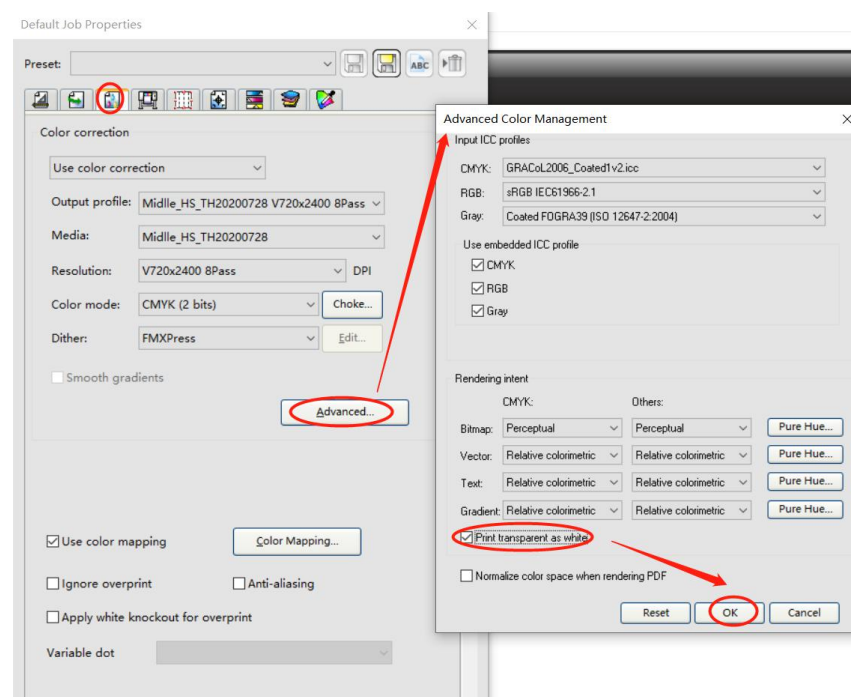 Default Job Properties
Preset:
ABC
Color correction
Use color correction
Output profile: Midlle_HS_TH20200728 V720x2400 8Pass
Media: Midlle_HS_TH20200728
Resolution: V720x2400 8Pass DPI
Color mode: CMYK (2 bits) Choke...
Dither: FMXPress Edit...
Smooth gradients
Advanced...
Use color mapping Color Mapping...
Ignore overprint Anti-aliasing
Apply white knockout for overprint
Variable dot
Advanced Color Management
Input ICC profiles
CMYK: GRACoL2006_Coated1v2.icc
RGB: sRGB IEC61966-2.1
Gray: Coated FOGRA39 (ISO 12647-2:2004)
Use embedded ICC profile
CMYK
RGB
Gray
Rendering intent
CMYK: Others:
Bitmap: Perceptual Perceptual Pure Hue...
Vector: Relative colorimetric Relative colorimetric Pure Hue...
Text: Relative colorimetric Relative colorimetric Pure Hue...
Gradient: Relative colorimetric Relative colorimetric Pure Hue...
Print transparent as white
Normalize color space when rendering PDF
Reset OK Cancel